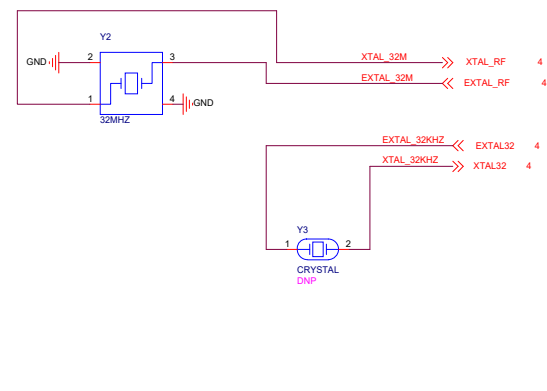 Y2
XTAL_32M XTAL_RF 4
GND 2 3
EXTAL_32M EXTAL_RF 4
1 4 GND
32MHZ
EXTAL_32KHZ EXTAL32 4
XTAL_32KHZ XTAL32 4
Y3
1 2
CRYSTAL
DNP